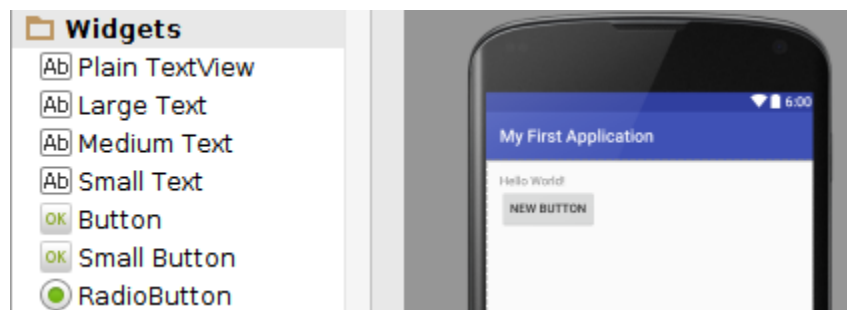 Widgets
Ab Plain TextView
Ab Large Text
Ab Medium Text
Ab Small Text
OK Button
OK Small Button
RadioButton
6:00
My First Application
Hello World!
NEW BUTTON